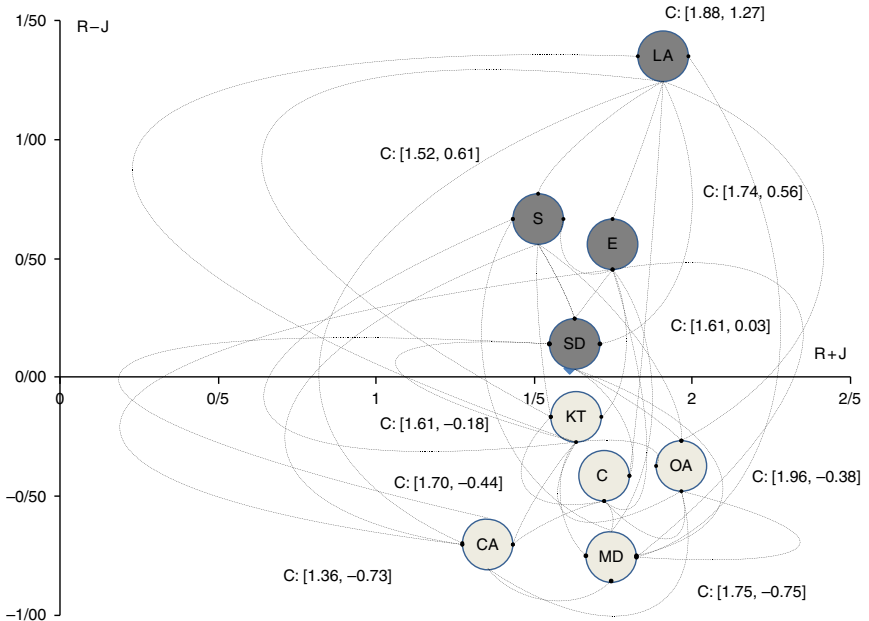 1/50
R–J
C: [1.88, 1.27]
LA
1/00
C: [1.52, 0.61]
C: [1.74, 0.56]
S
E
0/50
C: [1.61, 0.03]
SD
R+J
0/00
0
0/5
1
1/5
2
2/5
KT
C: [1.61, –0.18]
C
OA
C: [1.70, –0.44]
C: [1.96, –0.38]
–0/50
CA
MD
C: [1.36, –0.73]
C: [1.75, –0.75]
–1/00